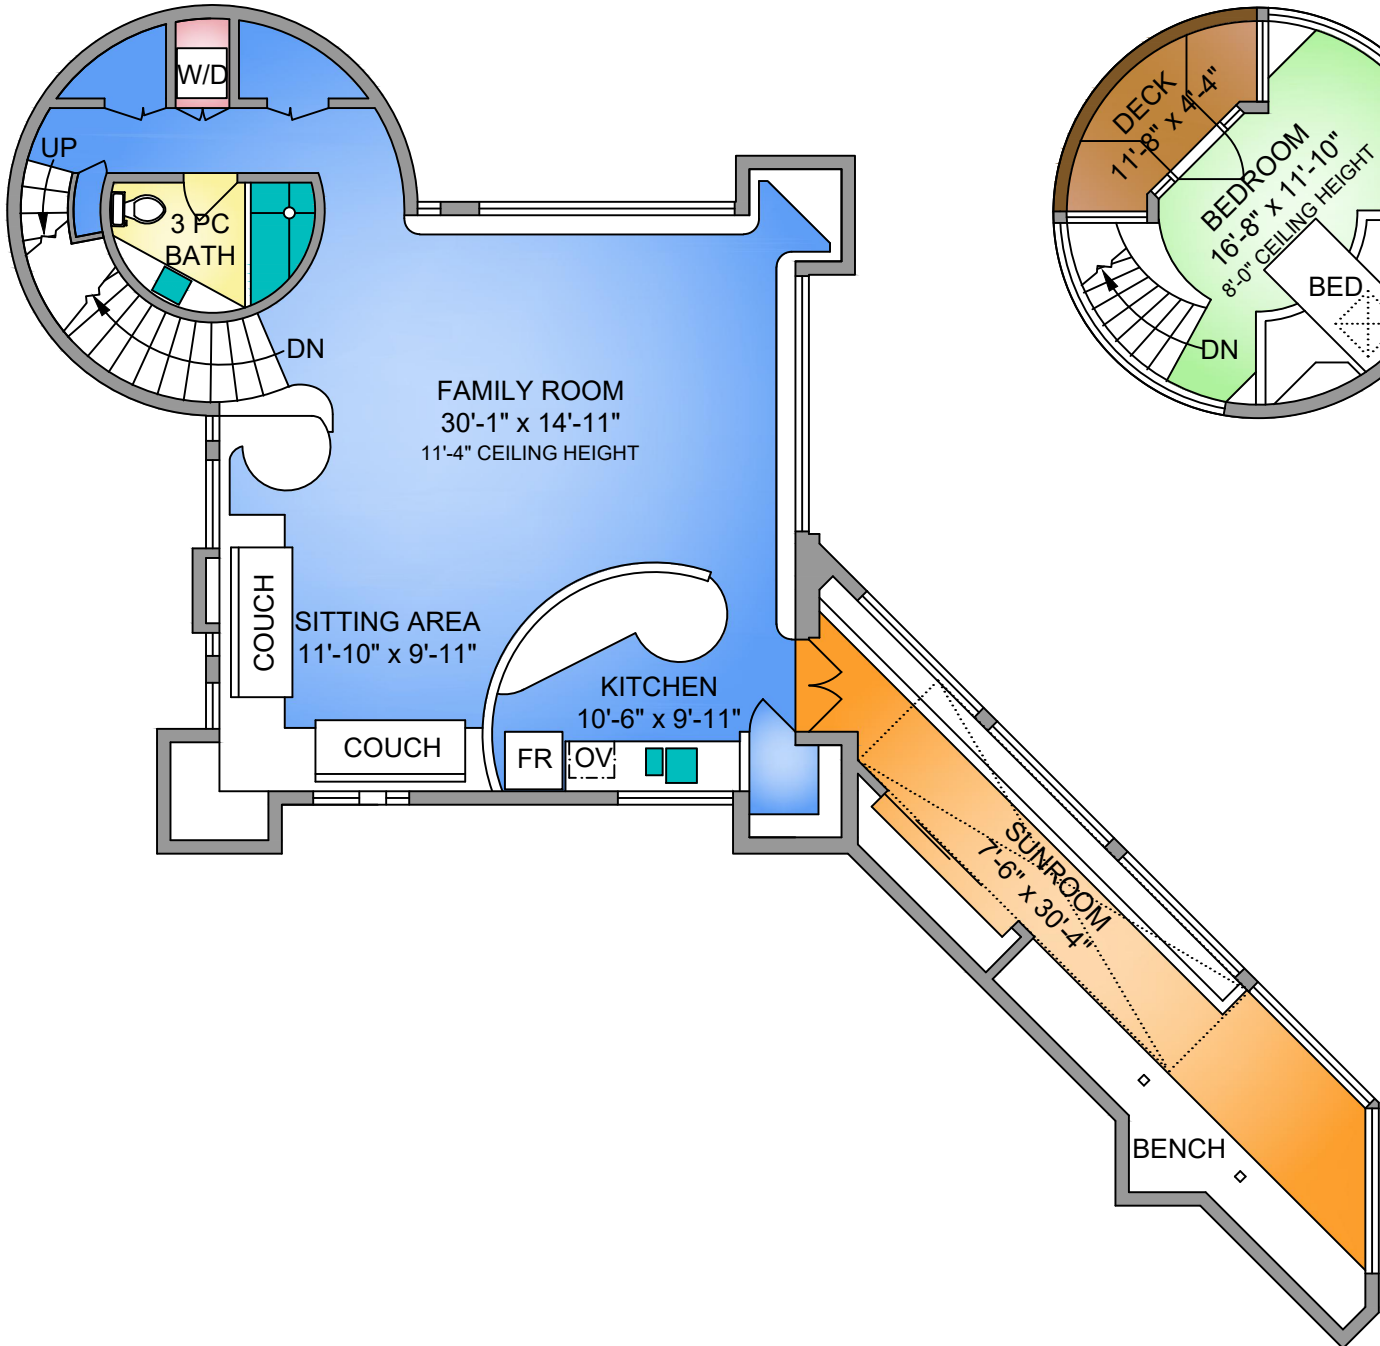 W/D
UP
3 PC
BATH
DN
FAMILY ROOM
30'-1" x 14'-11"
11'-4" CEILING HEIGHT
COUCH
SITTING AREA
11'-10" x 9'-11"
COUCH
KITCHEN
10'-6" x 9'-11"
FR
OV
SUNROOM
7'-6" x 30'-4"
BENCH
DECK
11'-8" x 4'-4"
BEDROOM
16'-8" x 11'-10"
8'-0" CEILING HEIGHT
BED
DN